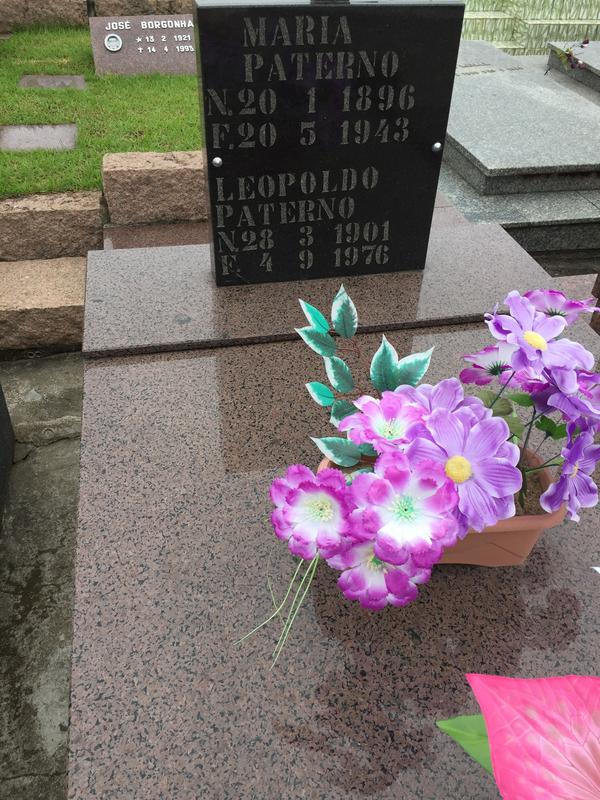 JOSÉ BORGONHA
★ 13 2 1921
✝ 14 4 1995
MARIA
PATERNO
N.20 1 1896
F.20 5 1943
LEOPOLDO
PATERNO
N.28 3 1901
F. 4 9 1976